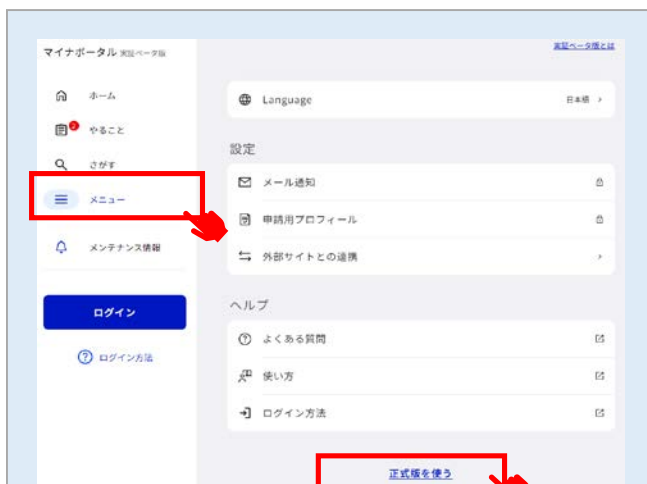 マイナポータル 実証ベータ版
実証ベータ版とは
ホーム
2
やること
さがす
メニュー
メンテナンス情報
ログイン
? ログイン方法
Language
日本語 >
設定
メール通知
申請用プロフィール
外部サイトとの連携 >
ヘルプ
? よくある質問
使い方
ログイン方法
正式版を使う